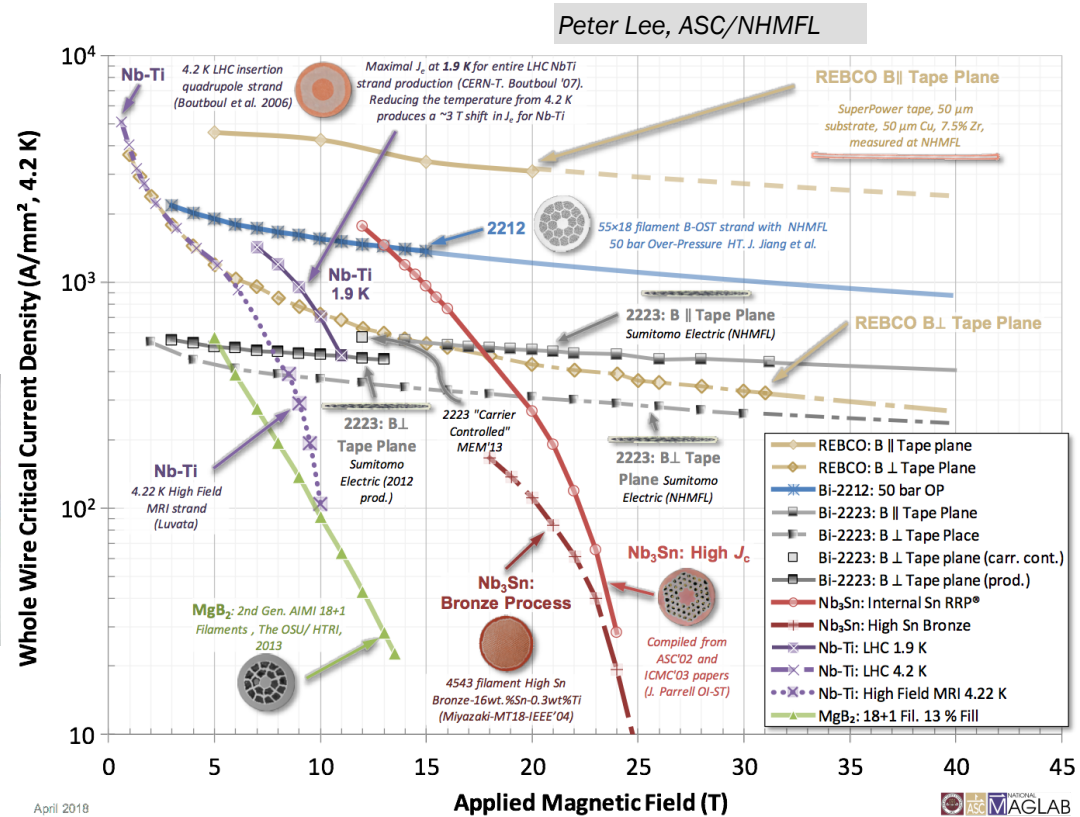 Peter Lee, ASC/NHMFL
Whole Wire Critical Current Density (A/mm², 4.2 K)
10⁴
10³
10²
10
Nb-Ti
4.2 K LHC insertion
quadrupole strand
(Boutboul et al. 2006)
Maximal Jₑ at 1.9 K for entire LHC NbTi
strand production (CERN-T. Boutboul '07).
Reducing the temperature from 4.2 K
produces a ~3 T shift in Jₑ for Nb-Ti
REBCO B∥ Tape Plane
SuperPower tape, 50 μm
substrate, 50 μm Cu, 7.5% Zr,
measured at NHMFL
2212
55×18 filament B-OST strand with NHMFL
50 bar Over-Pressure HT. J. Jiang et al.
Nb-Ti
1.9 K
2223: B ∥ Tape Plane
Sumitomo Electric (NHMFL)
REBCO B⊥ Tape Plane
2223: B⊥
Tape Plane
Sumitomo
Electric (2012
prod.)
2223 "Carrier
Controlled"
MEM'13
2223: B⊥ Tape
Plane Sumitomo
Electric (NHMFL)
Nb-Ti
4.22 K High Field
MRI strand
(Luvata)
MgB₂: 2nd Gen. AIMI 18+1
Filaments , The OSU/ HTRI,
2013
Nb₃Sn:
Bronze Process
4543 filament High Sn
Bronze-16wt.%Sn-0.3wt%Ti
(Miyazaki-MT18-IEEE'04)
Nb₃Sn: High Jc
Compiled from
ASC'02 and
ICMC'03 papers
(J. Parrell OI-ST)
REBCO: B ∥ Tape plane
REBCO: B ⊥ Tape Plane
Bi-2212: 50 bar OP
Bi-2223: B ∥ Tape Plane
Bi-2223: B ⊥ Tape Place
Bi-2223: B ⊥ Tape plane (carr. cont.)
Bi-2223: B ⊥ Tape plane (prod.)
Nb₃Sn: Internal Sn RRP®
Nb₃Sn: High Sn Bronze
Nb-Ti: LHC 1.9 K
Nb-Ti: LHC 4.2 K
Nb-Ti: High Field MRI 4.22 K
MgB₂: 18+1 Fil. 13 % Fill
0 5 10 15 20 25 30 35 40 45
Applied Magnetic Field (T)
April 2018
ASC
NATIONAL
MAGLAB